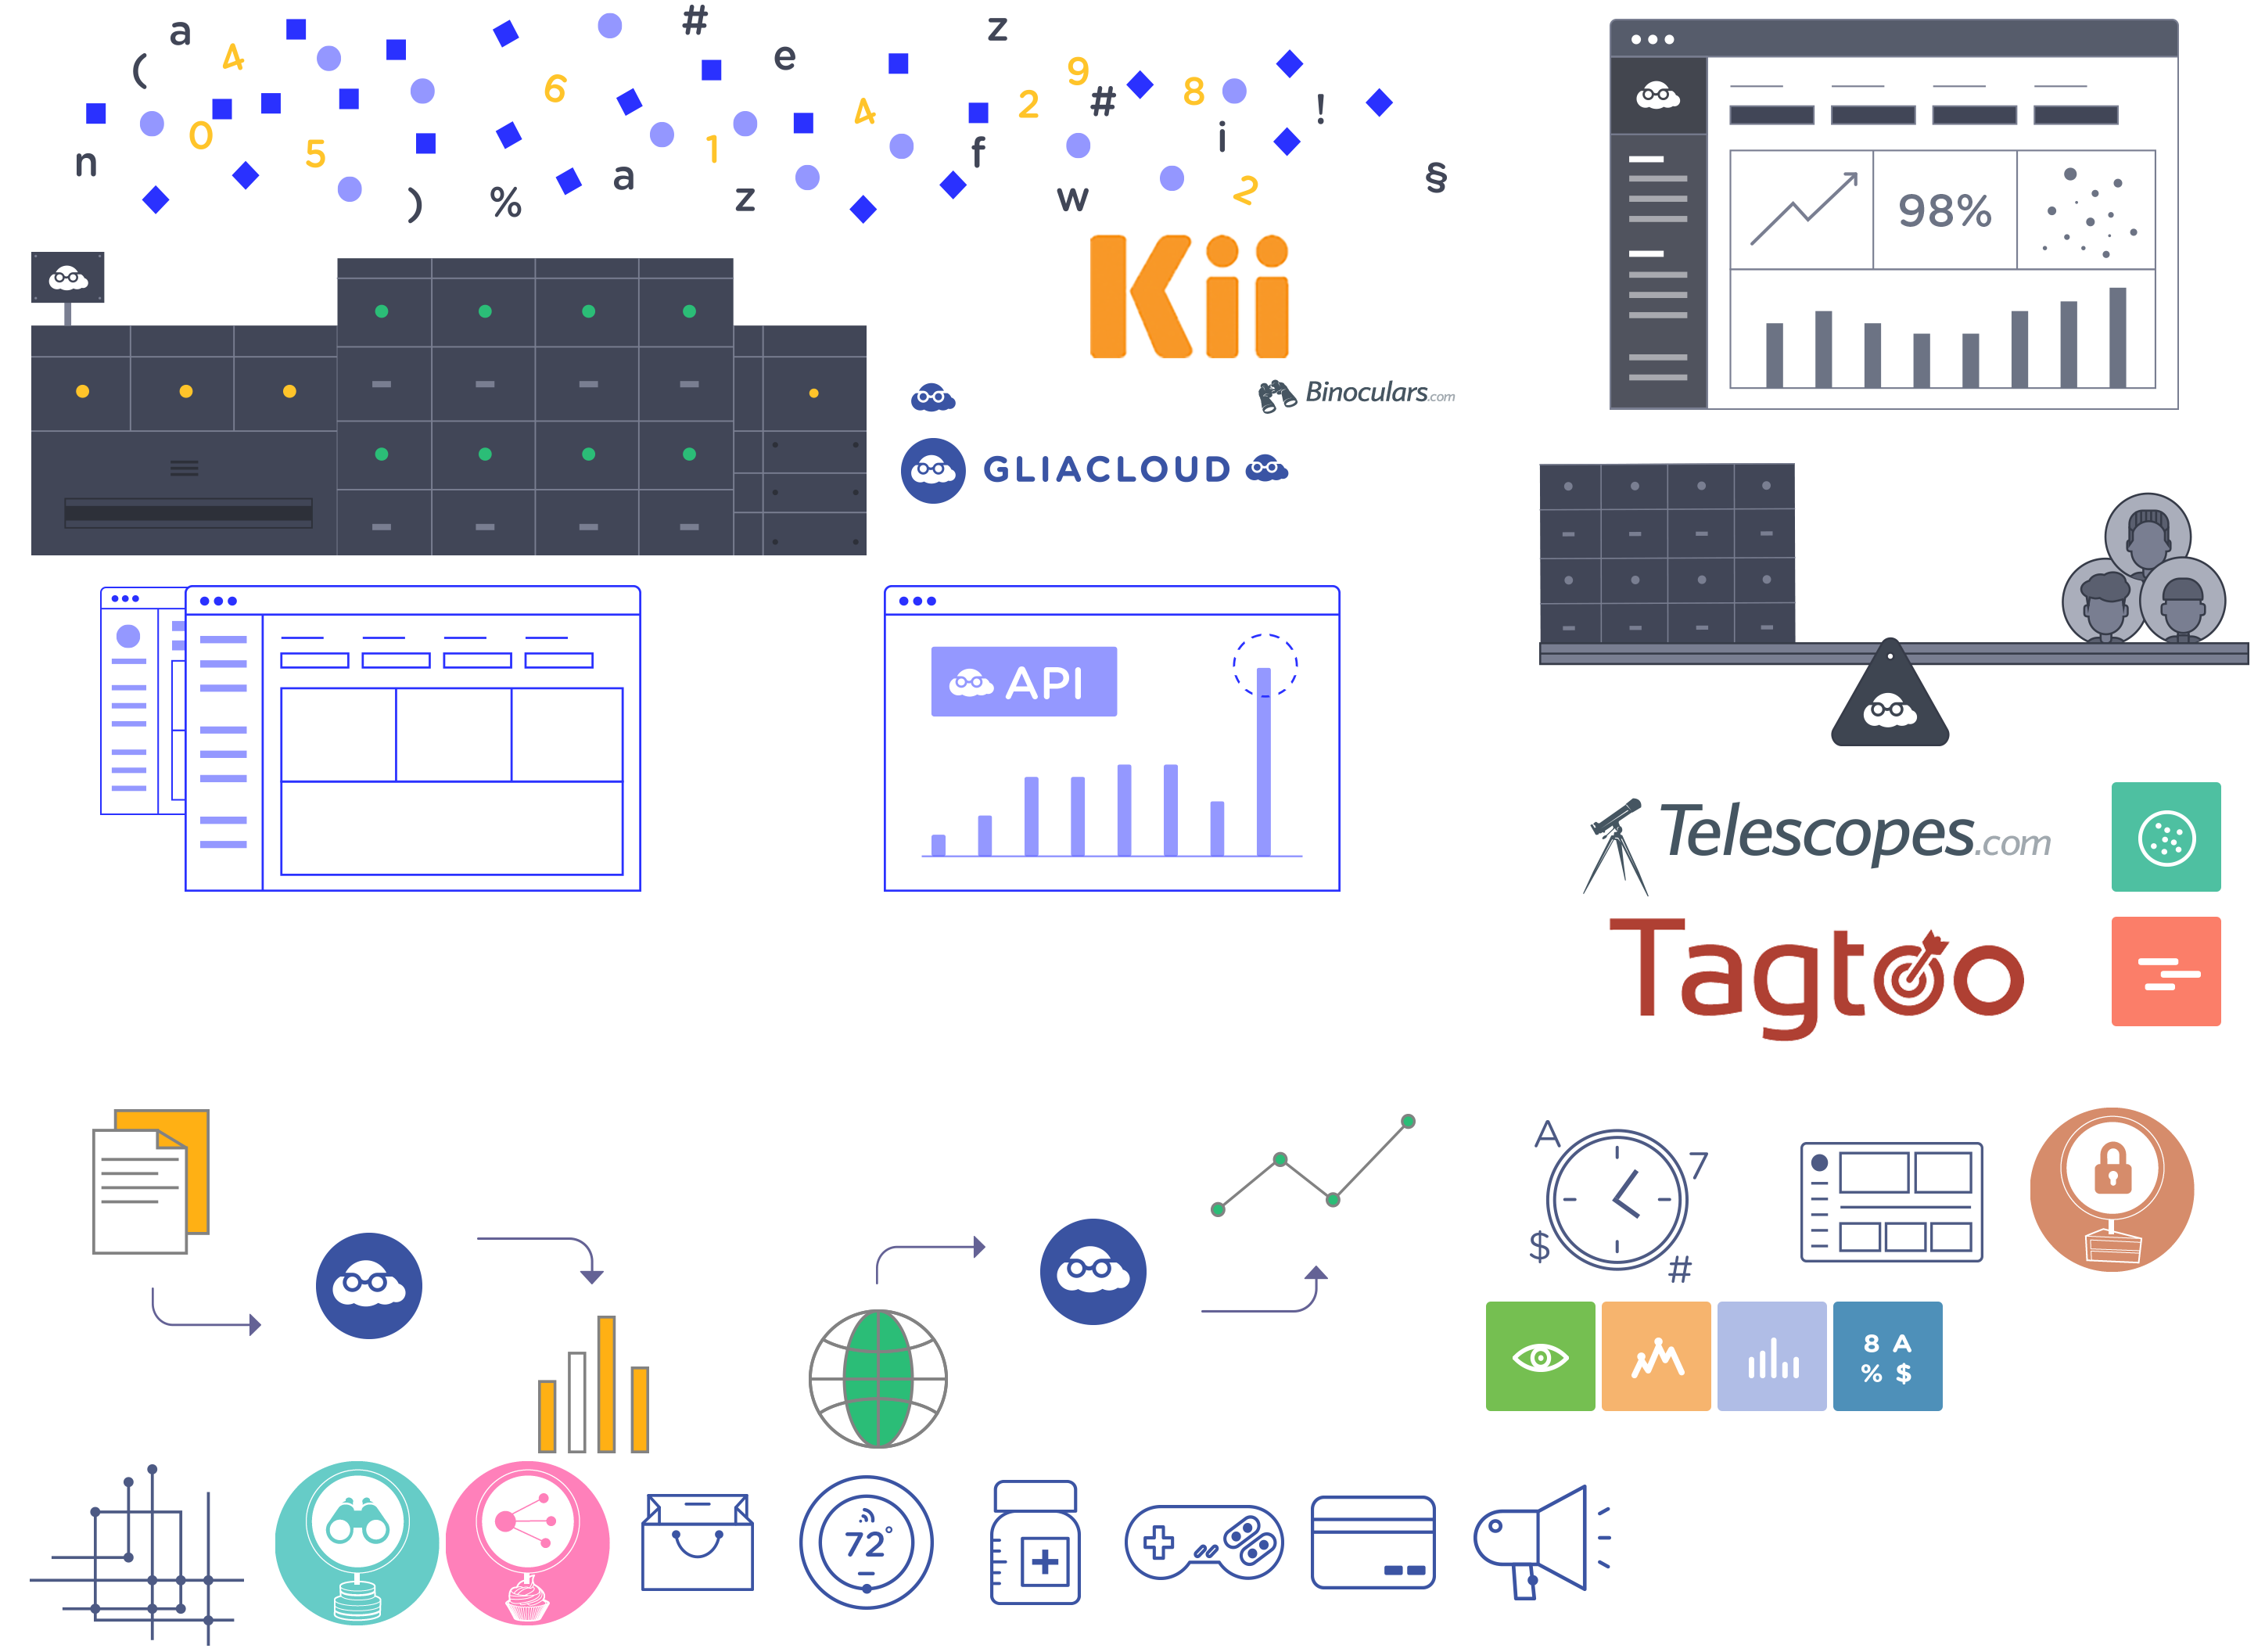 # z
a e
( 4 9
6 # 8
4 2 !
0 1 i
n 5 f
a §
) % z w 2
98%
Kii
Binoculars.com
GLIACLOUD
API
Telescopes.com
Tagtoo
A
7
$
#
8 A
% $
72°